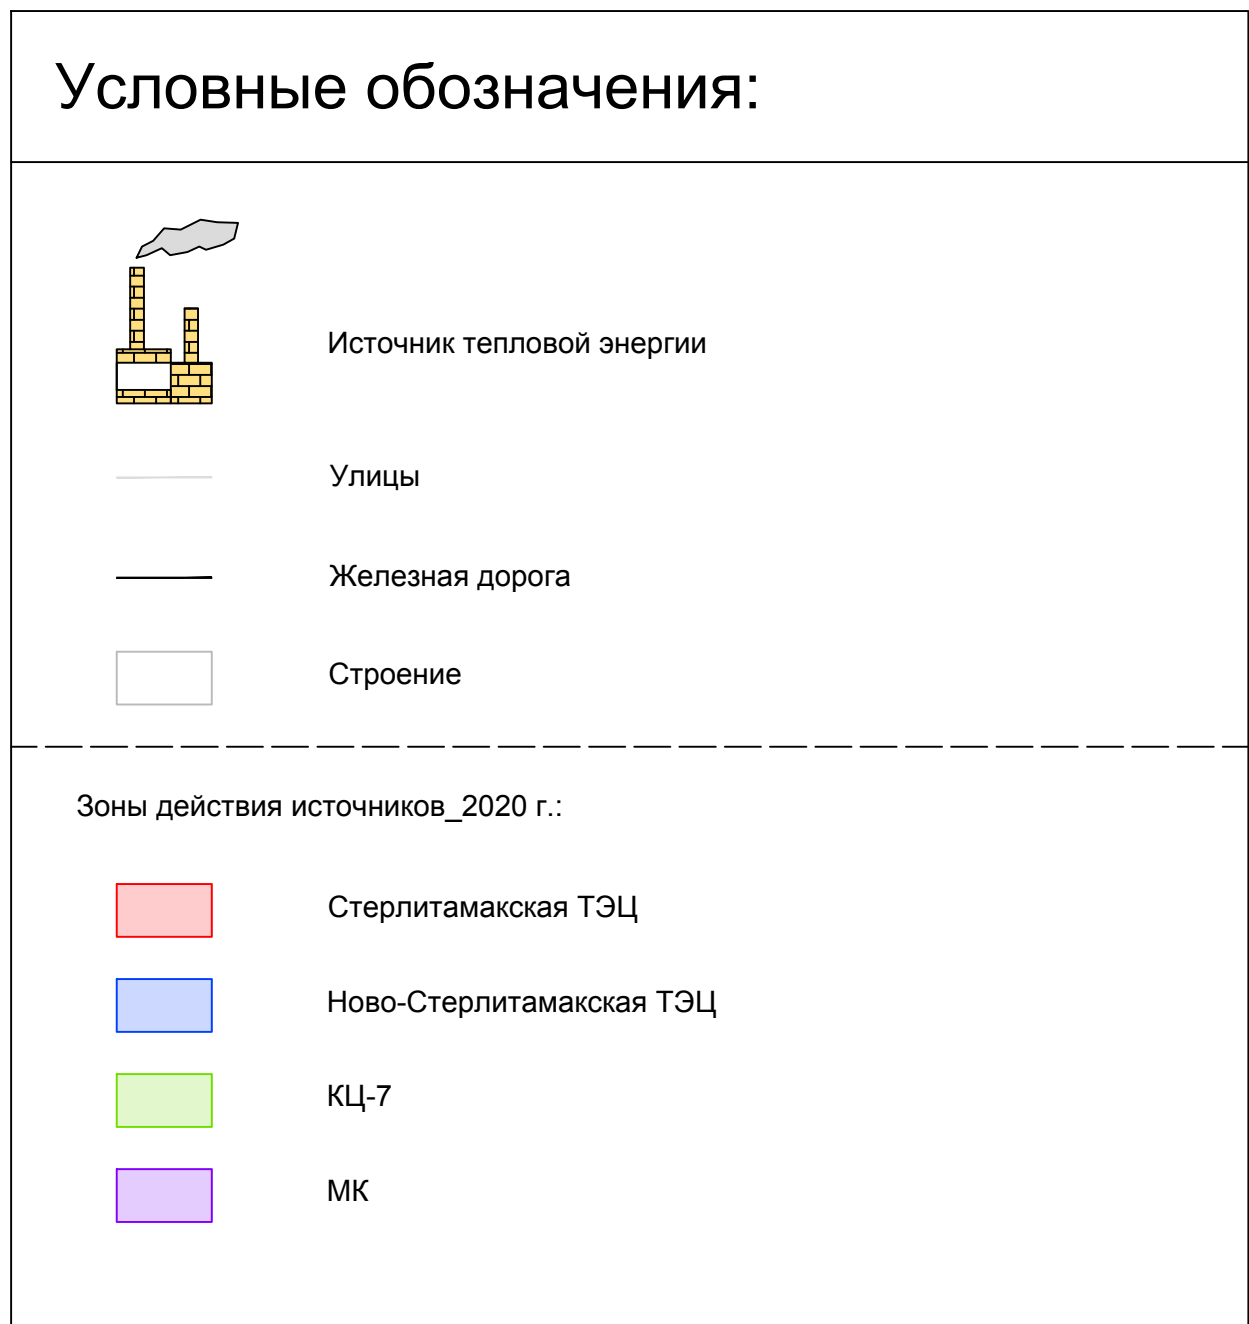 Условные обозначения:
Источник тепловой энергии
Улицы
Железная дорога
Строение
Зоны действия источников_2020 г.:
Стерлитамакская ТЭЦ
Ново-Стерлитамакская ТЭЦ
КЦ-7
МК